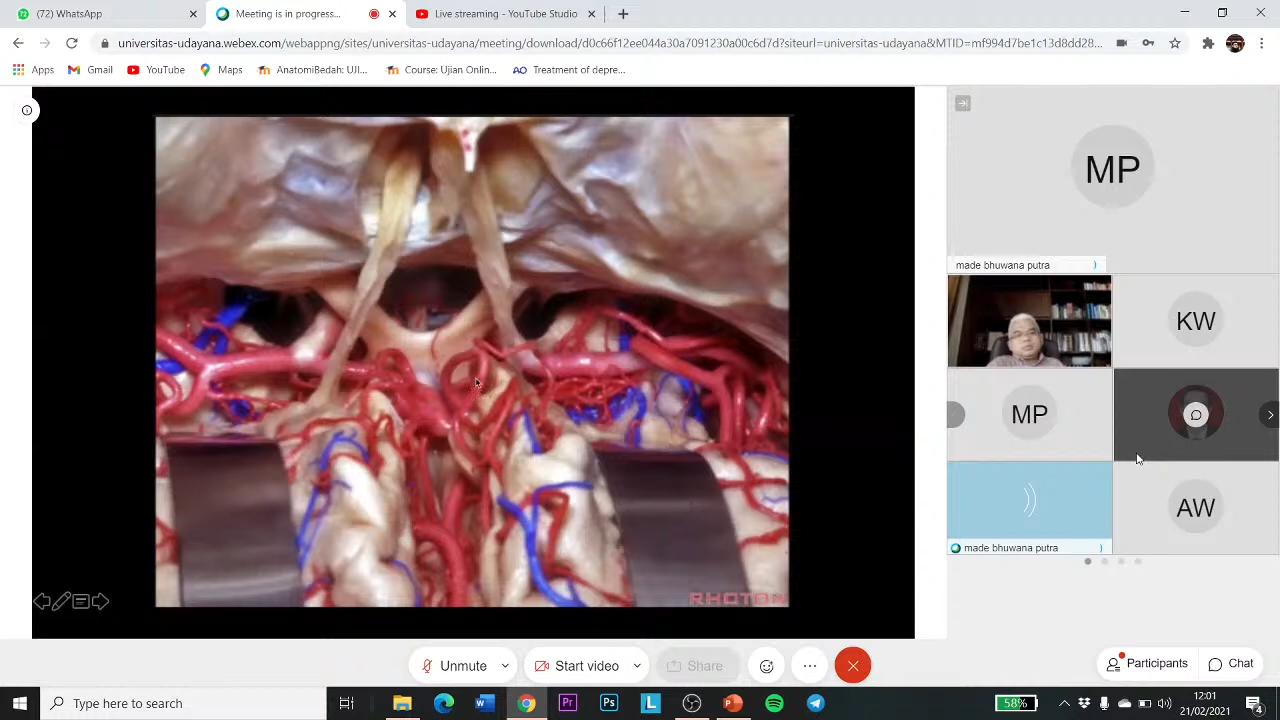 (72) WhatsApp
Meeting is in progress...
Live streaming - YouTube Studio
universitas-udayana.webex.com/webappng/sites/universitas-udayana/meeting/download/d0c66f12ee044a30a7091230a00c6d7d?siteurl=universitas-udayana&MTID=mf994d7be1c13d8dd28...
Apps
Gmail
YouTube
Maps
AnatomiBedah: UJI...
Course: Ujian Onlin...
Treatment of depre...
MP
made bhuwana putra
KW
MP
AW
made bhuwana putra
RHOTON
Unmute
Start video
Share
Participants
Chat
Type here to search
58%
12:01
21/02/2021